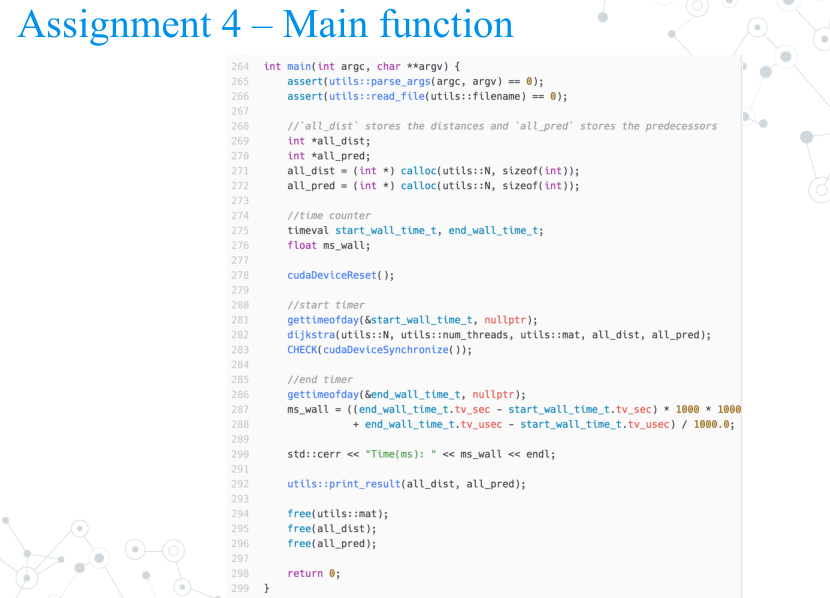 Assignment 4 – Main function
264 int main(int argc, char **argv) {
265     assert(utils::parse_args(argc, argv) == 0);
266     assert(utils::read_file(utils::filename) == 0);
267
268     //`all_dist` stores the distances and `all_pred` stores the predecessors
269     int *all_dist;
270     int *all_pred;
271     all_dist = (int *) calloc(utils::N, sizeof(int));
272     all_pred = (int *) calloc(utils::N, sizeof(int));
273
274     //time counter
275     timeval start_wall_time_t, end_wall_time_t;
276     float ms_wall;
277
278     cudaDeviceReset();
279
280     //start timer
281     gettimeofday(&start_wall_time_t, nullptr);
282     dijkstra(utils::N, utils::num_threads, utils::mat, all_dist, all_pred);
283     CHECK(cudaDeviceSynchronize());
284
285     //end timer
286     gettimeofday(&end_wall_time_t, nullptr);
287     ms_wall = ((end_wall_time_t.tv_sec - start_wall_time_t.tv_sec) * 1000 * 1000
288                + end_wall_time_t.tv_usec - start_wall_time_t.tv_usec) / 1000.0;
289
290     std::cerr << "Time(ms): " << ms_wall << endl;
291
292     utils::print_result(all_dist, all_pred);
293
294     free(utils::mat);
295     free(all_dist);
296     free(all_pred);
297
298     return 0;
299 }